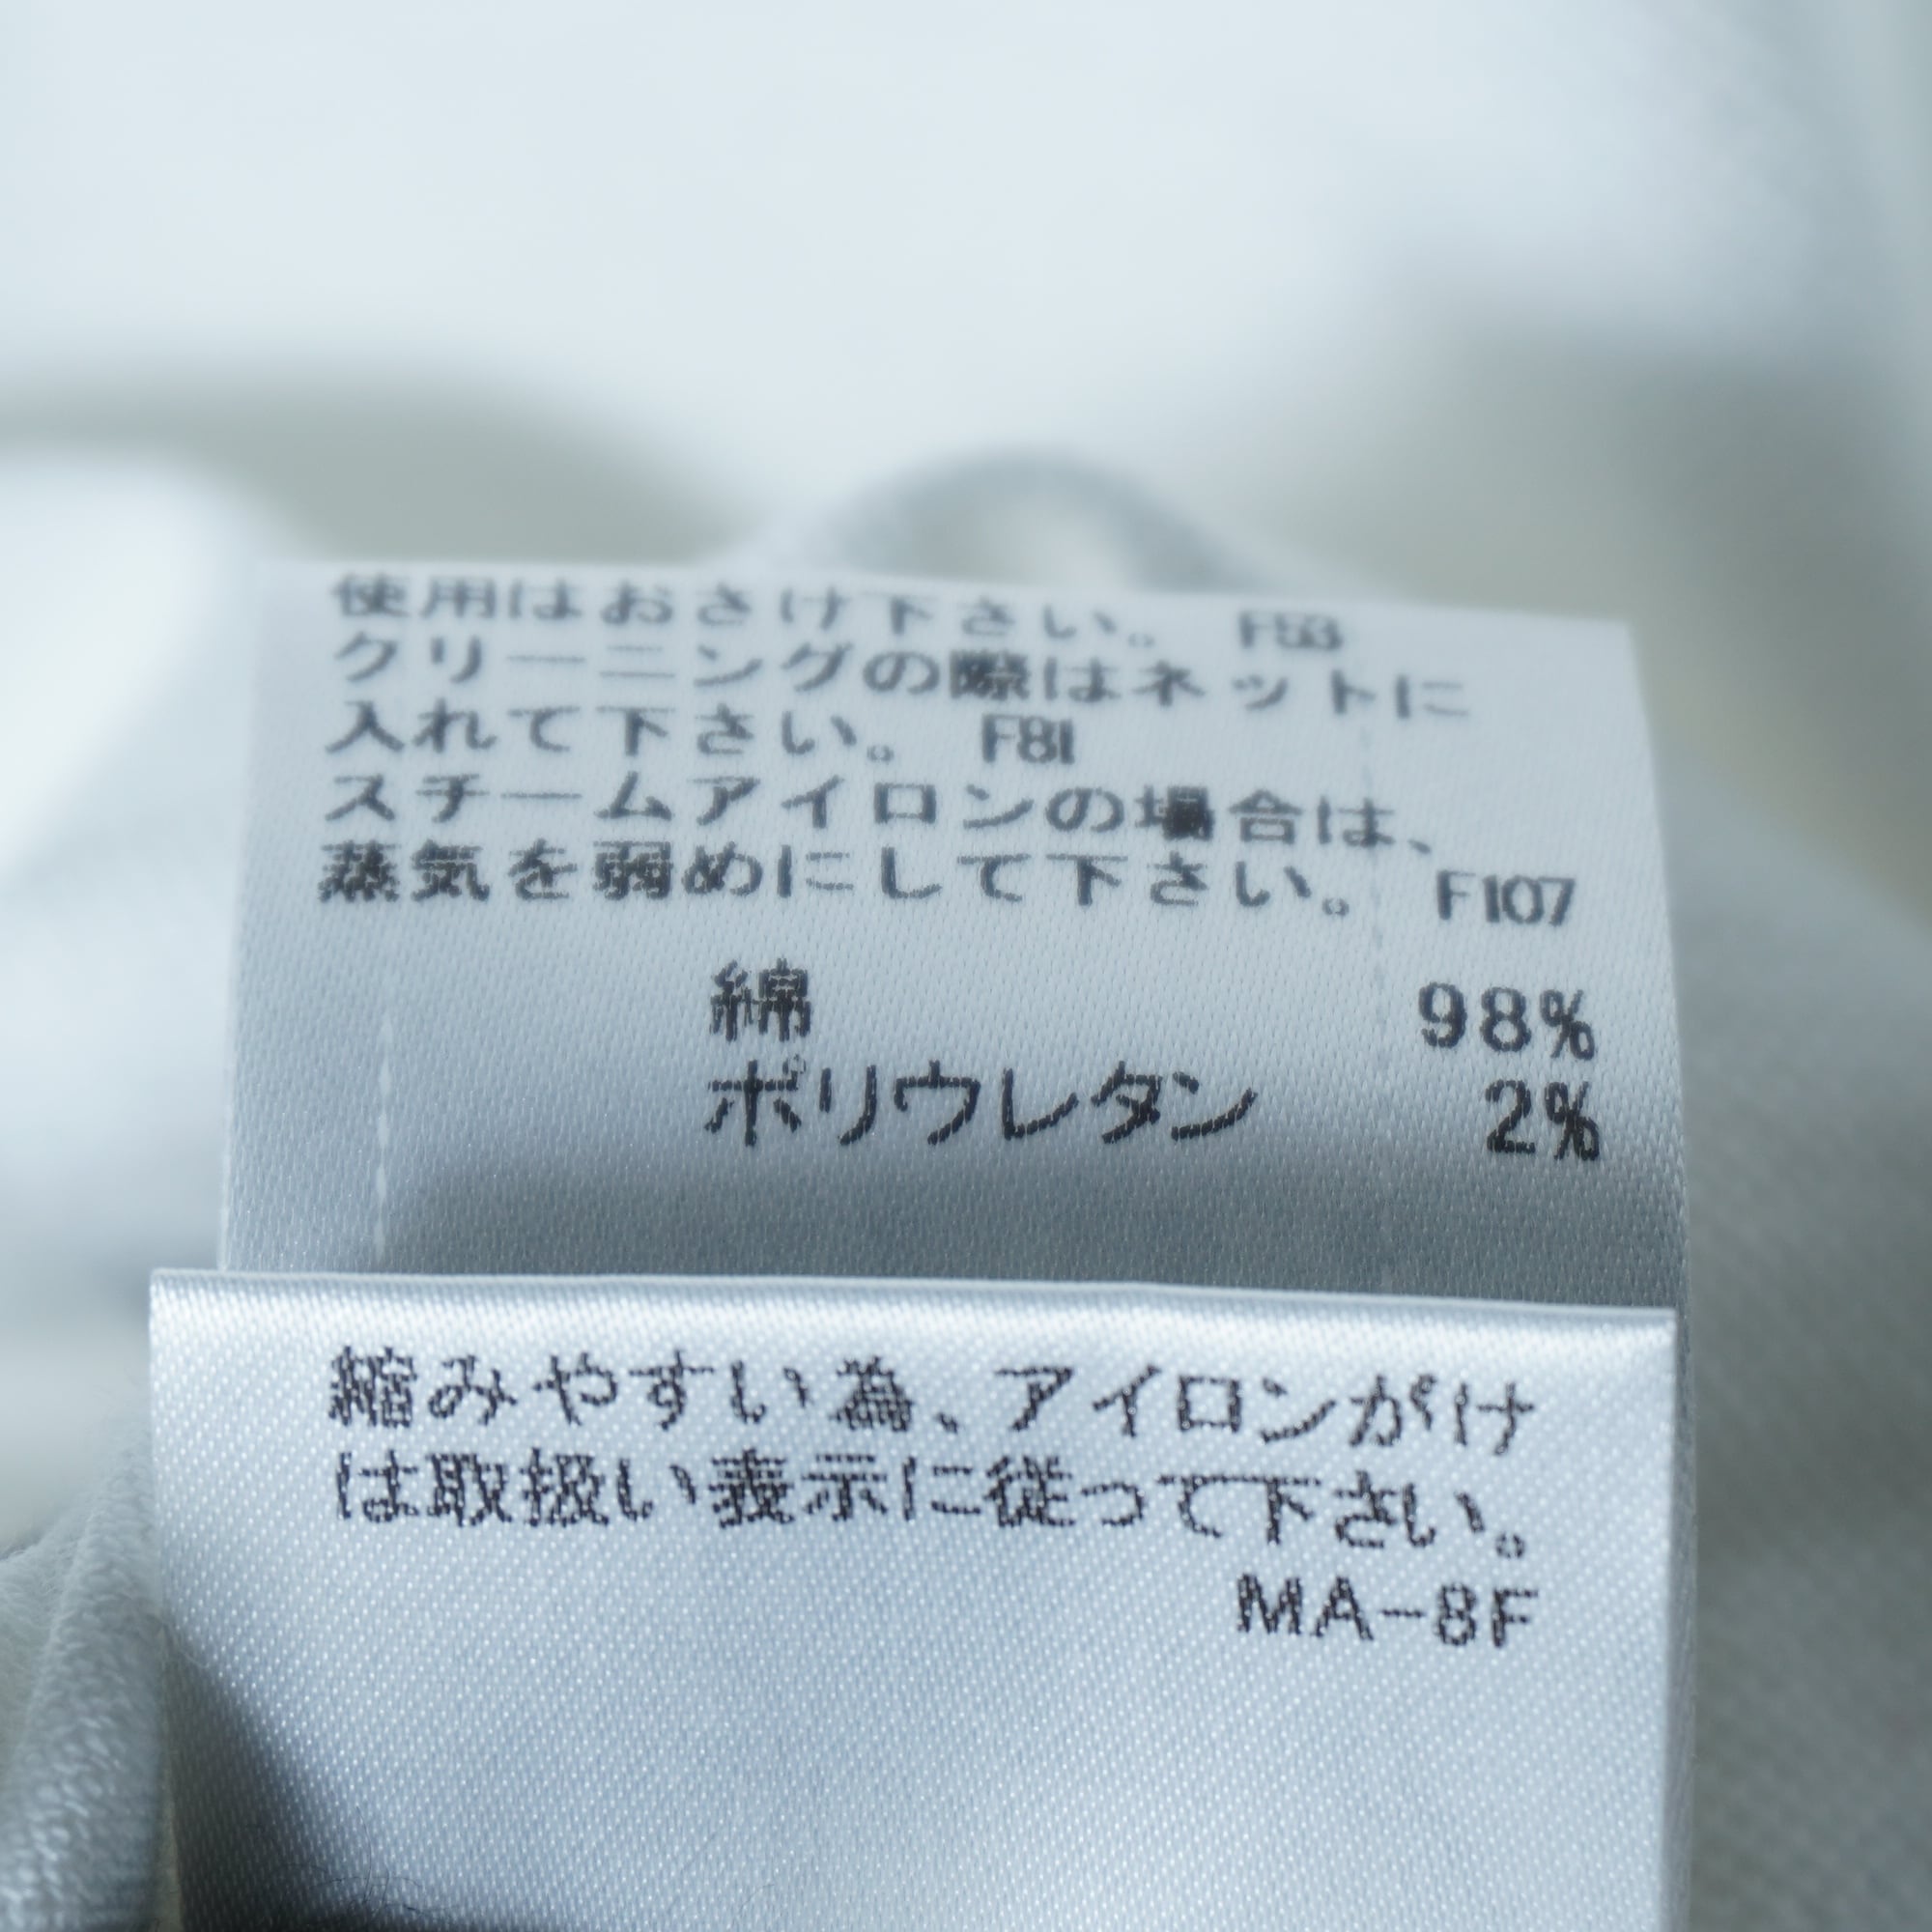 使用はおさけ下さい。 F53
クリーニングの際はネットに
入れて下さい。 F81
スチームアイロンの場合は、
蒸気を弱めにして下さい。 F107
綿 98%
ポリウレタン 2%
縮みやすい為、アイロンがけ
は取扱い表示に従って下さい。
MA-8F